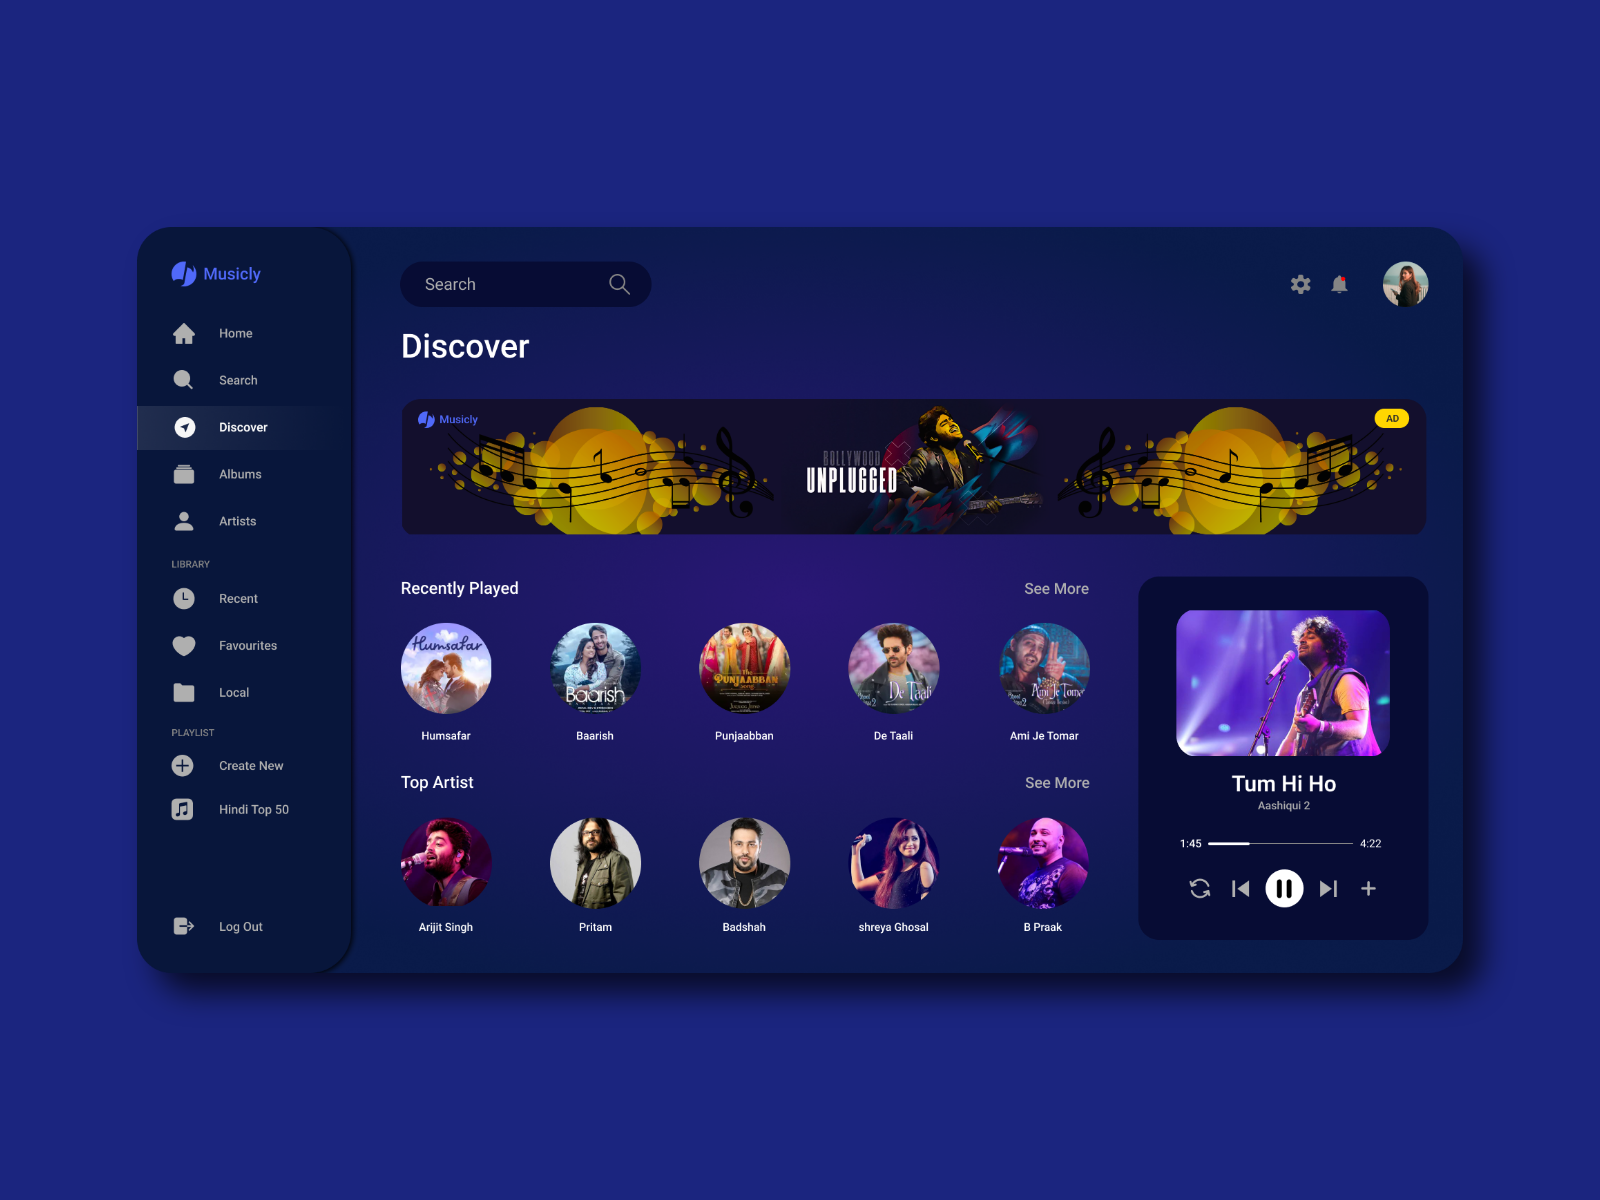 Musicly
Home
Search
Discover
Albums
Artists
LIBRARY
Recent
Favourites
Local
PLAYLIST
Create New
Hindi Top 50
Log Out
Search
Discover
Musicly
AD
BOLLYWOOD
UNPLUGGED
Recently Played
See More
Humsafar
Baarish
PUNJAABBAN
De Taali
Ami Je Tomar
Humsafar
Baarish
Punjaabban
De Taali
Ami Je Tomar
Top Artist
See More
Arijit Singh
Pritam
Badshah
shreya Ghosal
B Praak
Tum Hi Ho
Aashiqui 2
1:45
4:22